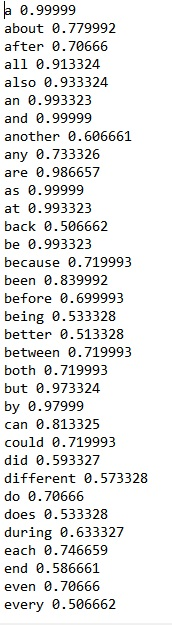 a 0.99999
about 0.779992
after 0.70666
all 0.913324
also 0.933324
an 0.993323
and 0.99999
another 0.606661
any 0.733326
are 0.986657
as 0.99999
at 0.993323
back 0.506662
be 0.993323
because 0.719993
been 0.839992
before 0.699993
being 0.533328
better 0.513328
between 0.719993
both 0.719993
but 0.973324
by 0.97999
can 0.813325
could 0.719993
did 0.593327
different 0.573328
do 0.70666
does 0.533328
during 0.633327
each 0.746659
end 0.586661
even 0.70666
every 0.506662